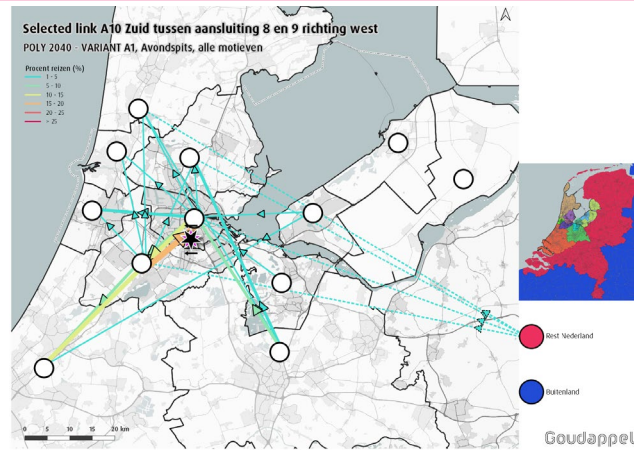 Selected link A10 Zuid tussen aansluiting 8 en 9 richting west
POLY 2040 - VARIANT A1, Avondspits, alle motieven
Procent reizen (%)
1 - 5
5 - 10
10 - 15
15 - 20
20 - 25
> 25
Rest Nederland
Buitenland
0 5 10 15 20 km
Goudappel